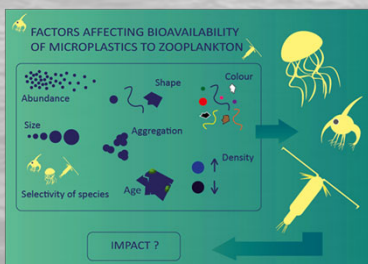 FACTORS AFFECTING BIOAVAILABILITY
OF MICROPLASTICS TO ZOOPLANKTON
Abundance
Shape
Colour
Size
Aggregation
Selectivity of species
Age
Density
IMPACT ?